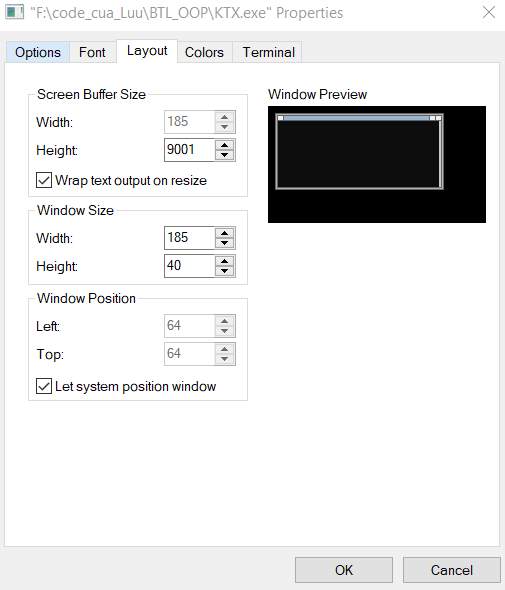 "F:\code_cua_Luu\BTL_OOP\KTX.exe" Properties
Options Font Layout Colors Terminal
Screen Buffer Size
Width: 185
Height: 9001
Wrap text output on resize
Window Size
Width: 185
Height: 40
Window Position
Left: 64
Top: 64
Let system position window
Window Preview
OK Cancel